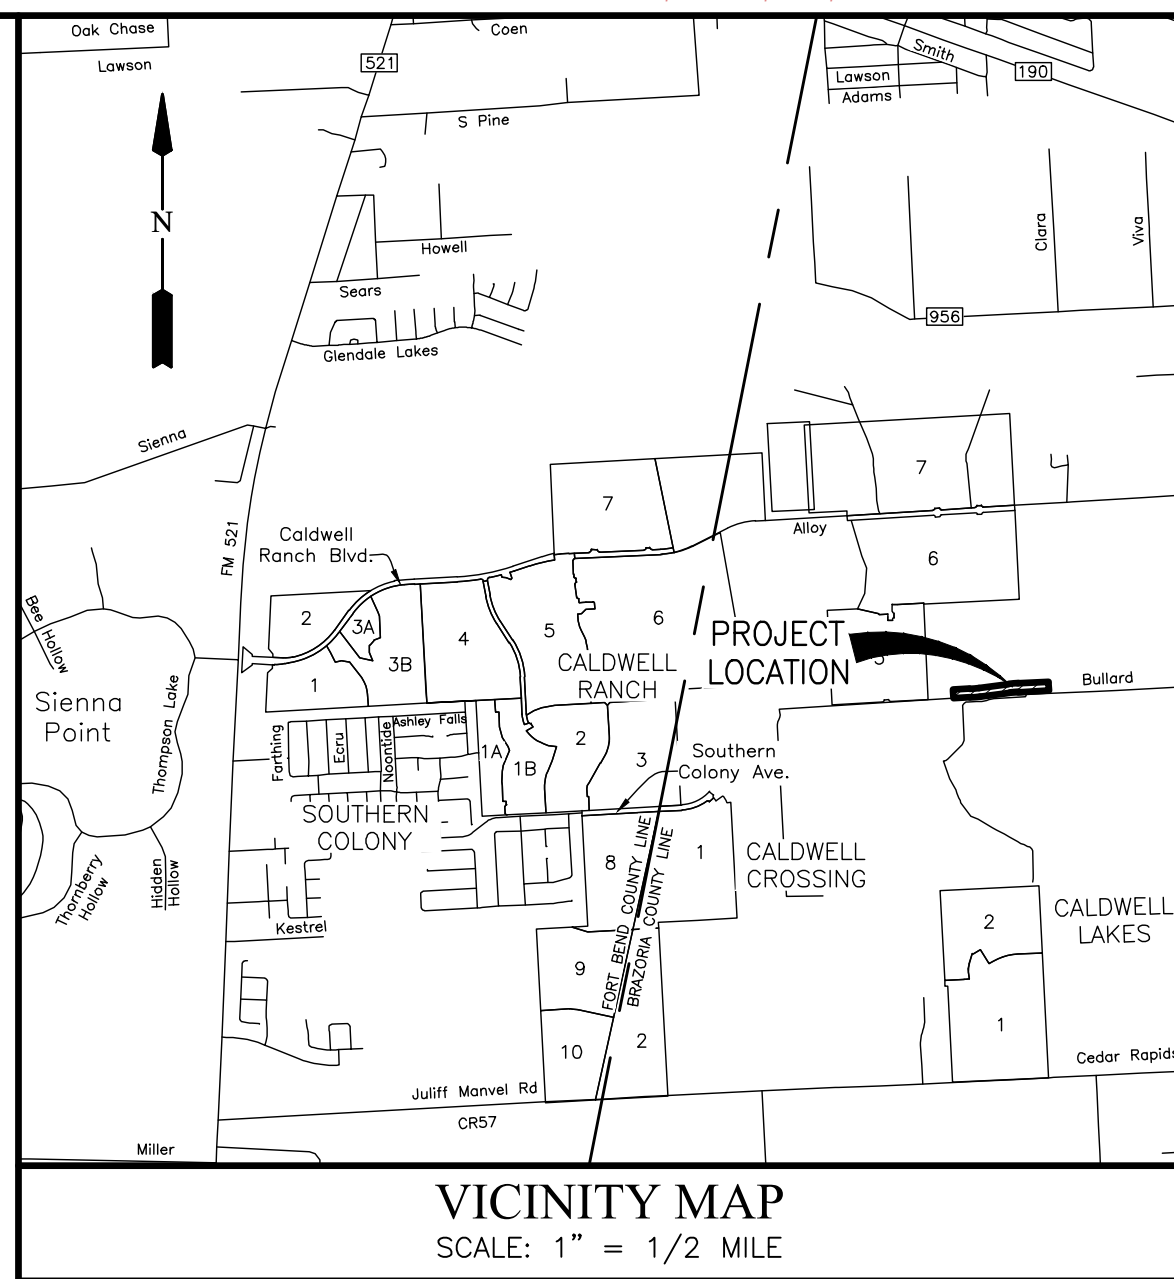 Oak Chase
Lawson
521
Coen
Smith
190
Lawson
Adams
S Pine
N
Howell
Sears
Glendale Lakes
Clara
Viva
956
Sienna
FM 521
Caldwell
Ranch Blvd.
7
7
Alloy
6
2
3A
3B
4
5
6
1
PROJECT
LOCATION
CALDWELL
RANCH
Bullard
Bee Hollow
Sienna
Point
Thompson Lake
Farthing
Ecru
Noontide
Ashley Falls
1A
1B
2
3
Southern
Colony Ave.
SOUTHERN
COLONY
8
1
CALDWELL
CROSSING
FORT BEND COUNTY LINE
BRAZORIA COUNTY LINE
Thornberry
Hollow
Hidden
Hollow
Kestrel
9
10
2
2
1
CALDWELL
LAKES
Cedar Rapids
Juliff Manvel Rd
CR57
Miller
VICINITY MAP
SCALE: 1" = 1/2 MILE